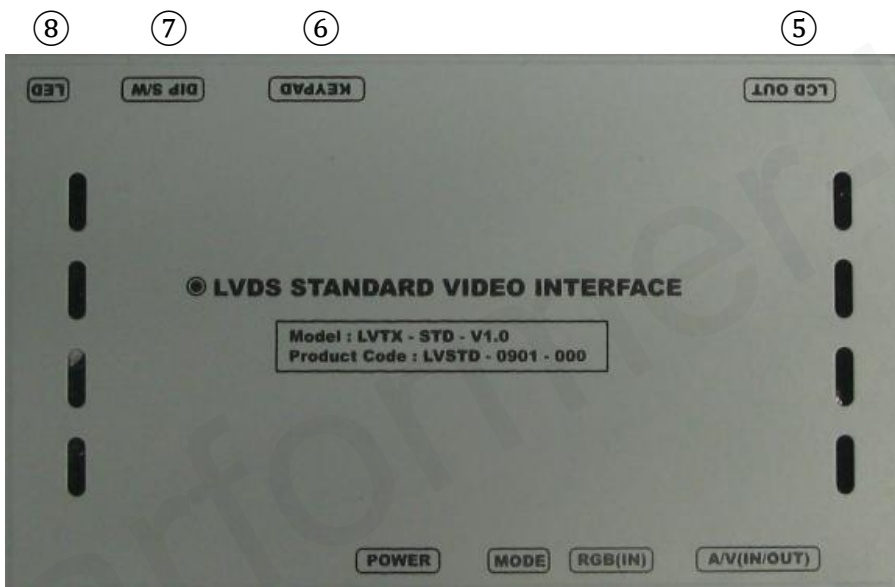 ⑧ ⑦ ⑥ ⑤
LED DIP S/W KEYPAD LCD OUT
LVDS STANDARD VIDEO INTERFACE
Model : LVTX - STD - V1.0
Product Code : LVSTD - 0901 - 000
POWER MODE RGB(IN) A/V(IN/OUT)